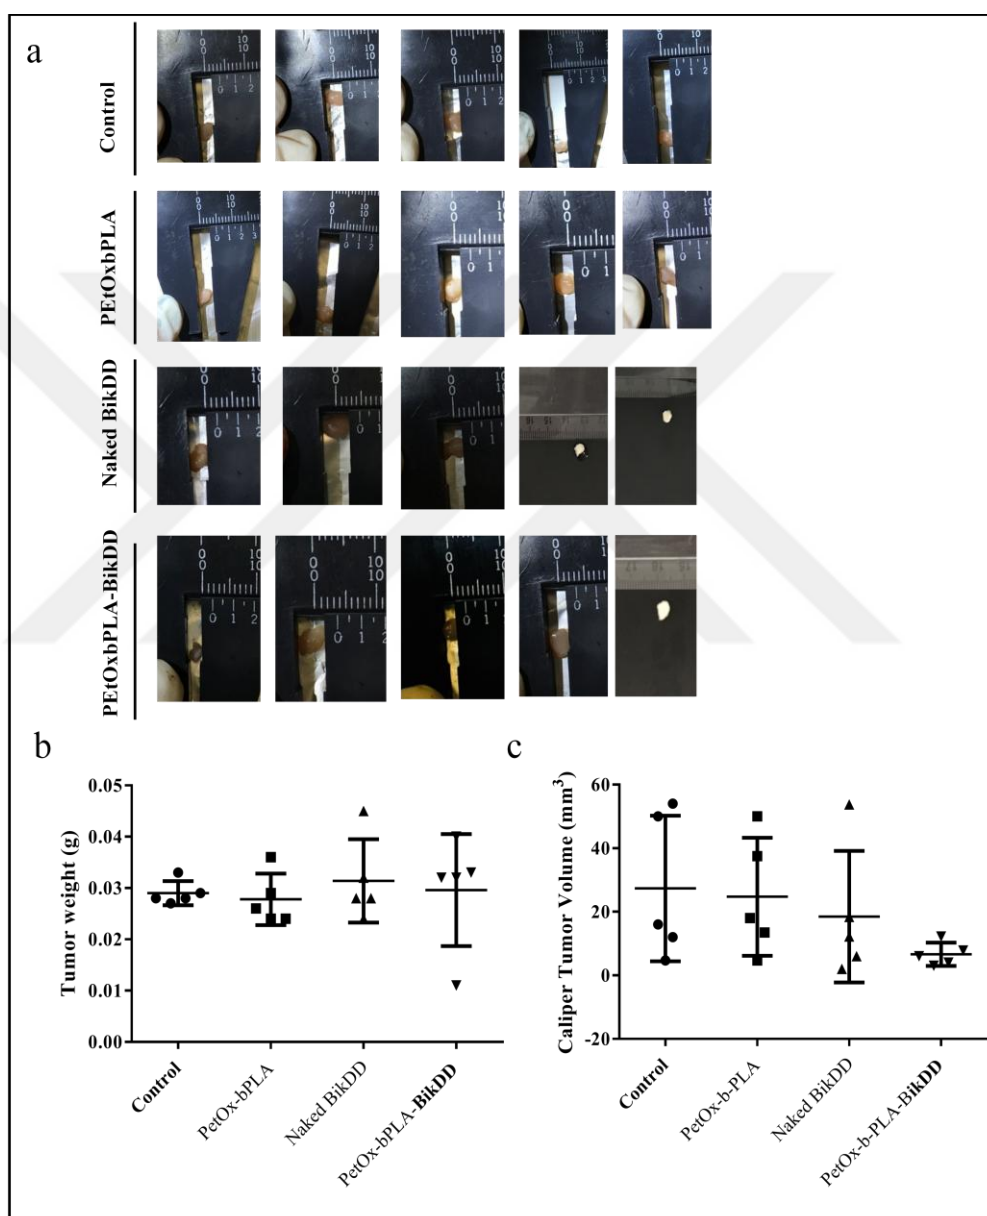 a
Control
PEtOxbPLA
Naked BikDD
PEtOxbPLA-BikDD
b
Tumor weight (g)
0.05
0.04
0.03
0.02
0.01
0.00
Control
PetOx-bPLA
Naked BikDD
PetOx-bPLA-BikDD
c
Caliper Tumor Volume (mm³)
60
40
20
0
-20
Control
PetOx-b-PLA
Naked BikDD
PetOx-b-PLA-BikDD